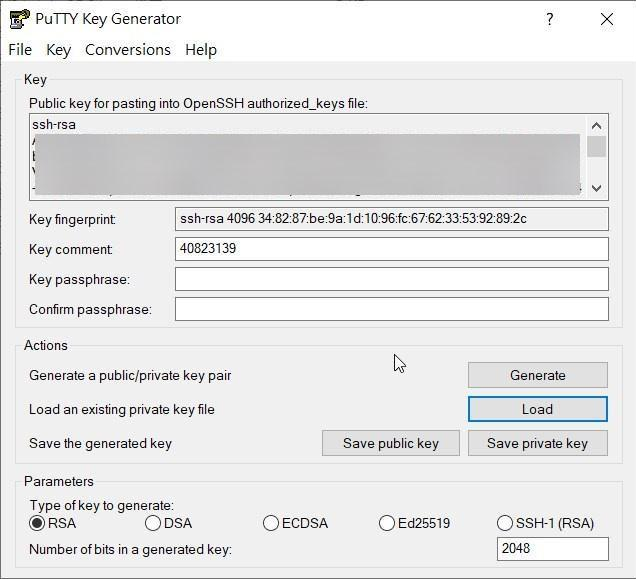 PuTTY Key Generator
?
File Key Conversions Help
Key
Public key for pasting into OpenSSH authorized_keys file:
ssh-rsa
Key fingerprint:
ssh-rsa 4096 34:82:87:be:9a:1d:10:96:fc:67:62:33:53:92:89:2c
Key comment:
40823139
Key passphrase:
Confirm passphrase:
Actions
Generate a public/private key pair
Generate
Load an existing private key file
Load
Save the generated key
Save public key
Save private key
Parameters
Type of key to generate:
RSA DSA ECDSA Ed25519 SSH-1 (RSA)
Number of bits in a generated key:
2048